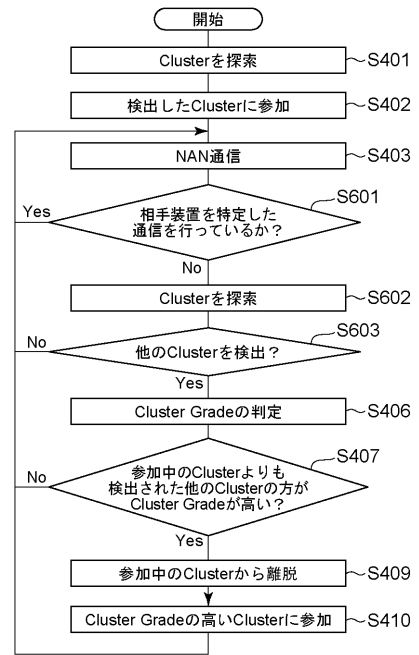 開始
Clusterを探索
S401
検出したClusterに参加
S402
NAN通信
S403
相手装置を特定した
通信を行っているか？
S601
Yes
No
Clusterを探索
S602
他のClusterを検出？
S603
No
Yes
Cluster Gradeの判定
S406
参加中のClusterよりも
検出された他のClusterの方が
Cluster Gradeが高い？
S407
No
Yes
参加中のClusterから離脱
S409
Cluster Gradeの高いClusterに参加
S410